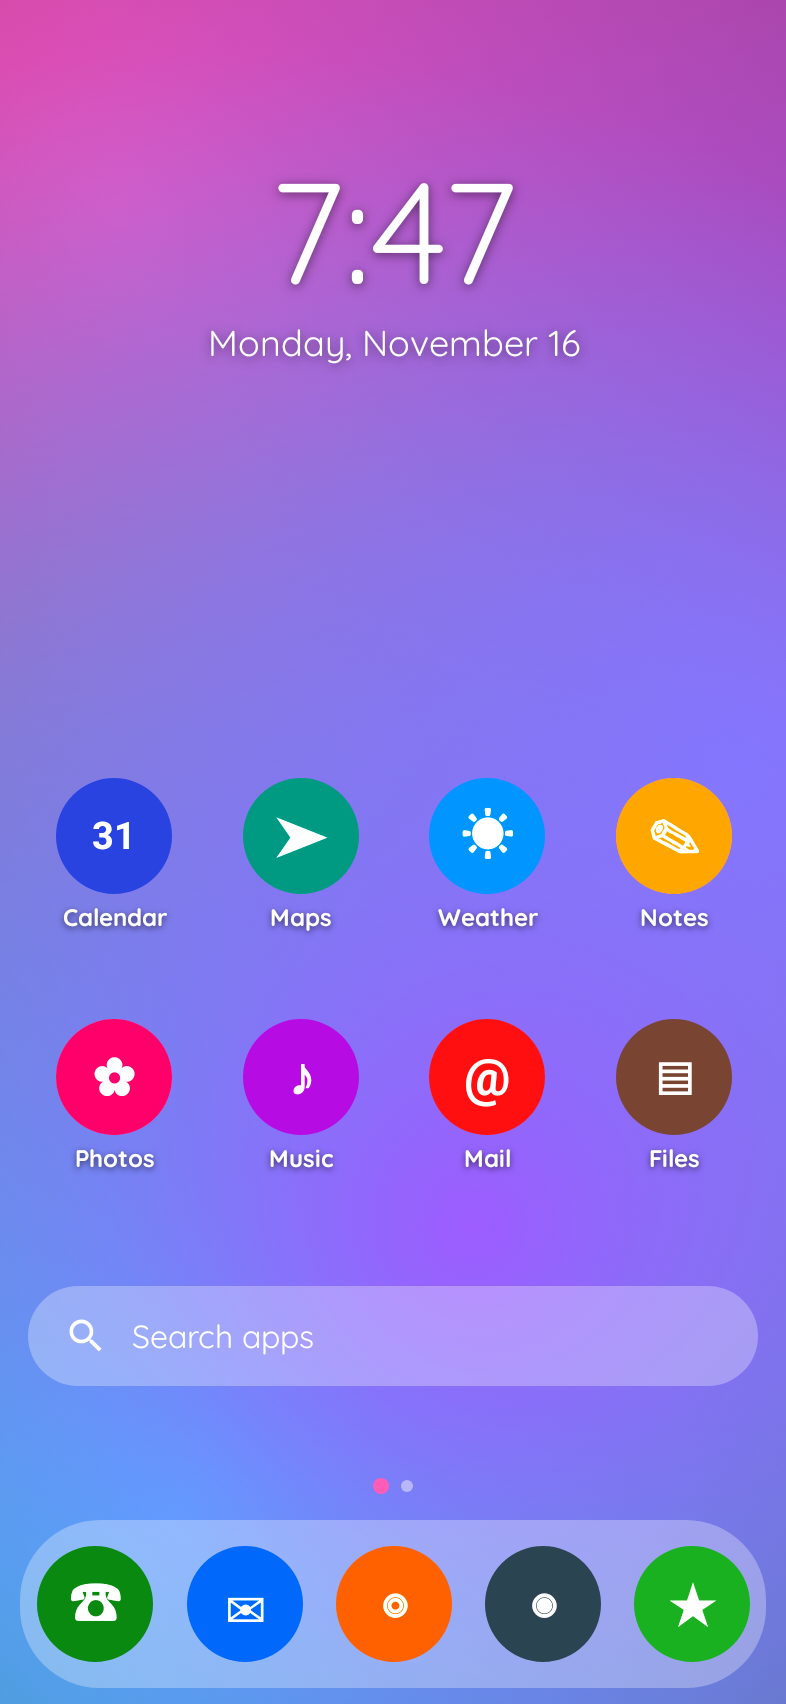 7:47
Monday, November 16
31
Calendar
Maps
Weather
Notes
@
Photos
Music
Mail
Files
Search apps